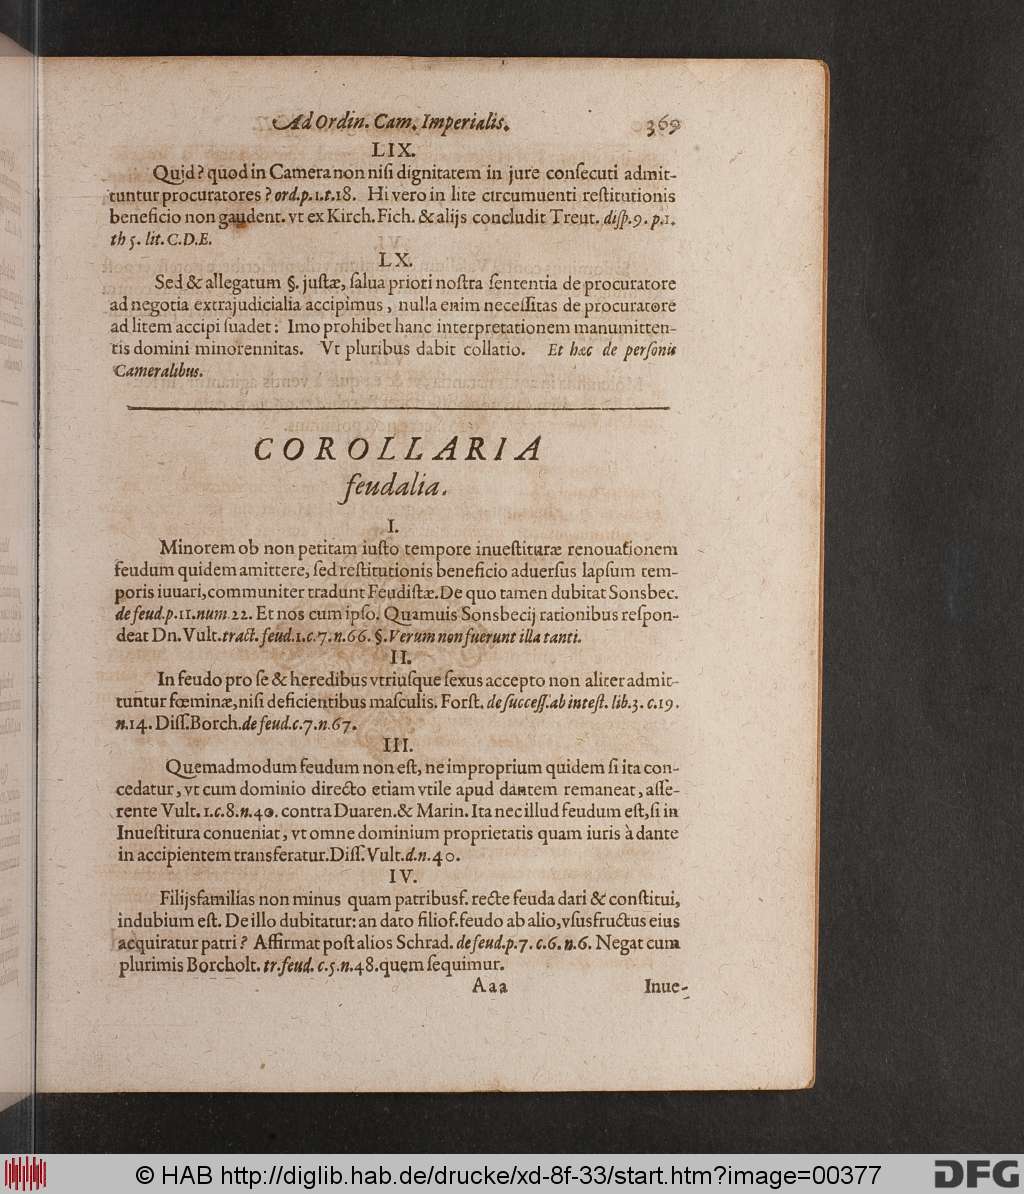 Ad Ordin. Cam. Imperialis. 369
LIX.
Quid? quod in Camera non niſi dignitatem in jure conſecuti admit-
tuntur procuratores? ord. p. 1. t. 18. Hi vero in lite circumuenti reſtitutionis
beneficio non gaudent. vt ex Kirch. Fich. & alijs concludit Treut. diſp. 9. p. 1.
th 5. lit. C. D. E.
LX.
Sed & allegatum §. juſtæ, ſalua priori noſtra ſententia de procuratore
ad negotia extrajudicialia accipimus, nulla enim neceſſitas de procuratore
ad litem accipi ſuadet: Imo prohibet hanc interpretationem manumitten-
tis domini minorennitas. Vt pluribus dabit collatio. Et hæc de perſonis
Cameralibus.
COROLLARIA
feudalia.
I.
Minorem ob non petitam iuſto tempore inueſtituræ renouationem
feudum quidem amittere, ſed reſtitutionis beneficio aduerſus lapſum tem-
poris iuuari, communiter tradunt Feudiſtæ. De quo tamen dubitat Sonsbec.
de feud. p. 11. num. 22. Et nos cum ipſo. Quamuis Sonsbecij rationibus reſpon-
deat Dn. Vult. tract. feud. 1. c. 7. n. 66. §. Verum non fuerunt illa tanti.
II.
In feudo pro ſe & heredibus vtriuſque ſexus accepto non aliter admit-
tuntur fœminæ, niſi deficientibus maſculis. Forſt. de ſucceſſ. ab inteſt. lib. 3. c. 19.
n. 14. Diſſ. Borch. de feud. c. 7. n. 67.
III.
Quemadmodum feudum non eſt, ne improprium quidem ſi ita con-
cedatur, vt cum dominio directo etiam vtile apud dantem remaneat, aſſe-
rente Vult. 1. c. 8. n. 40. contra Duaren. & Marin. Ita nec illud feudum eſt, ſi in
Inueſtitura conueniat, vt omne dominium proprietatis quam iuris à dante
in accipientem transferatur. Diſſ. Vult. d. n. 40.
IV.
Filijsfamilias non minus quam patribusf. recte feuda dari & conſtitui,
indubium eſt. De illo dubitatur: an dato filiof. feudo ab alio, vſusfructus eius
acquiratur patri? Affirmat poſt alios Schrad. de feud. p. 7. c. 6. n. 6. Negat cum
plurimis Borcholt. tr. feud. c. 5. n. 48. quem ſequimur.
Aaa Inue-
© HAB http://diglib.hab.de/drucke/xd-8f-33/start.htm?image=00377
DFG